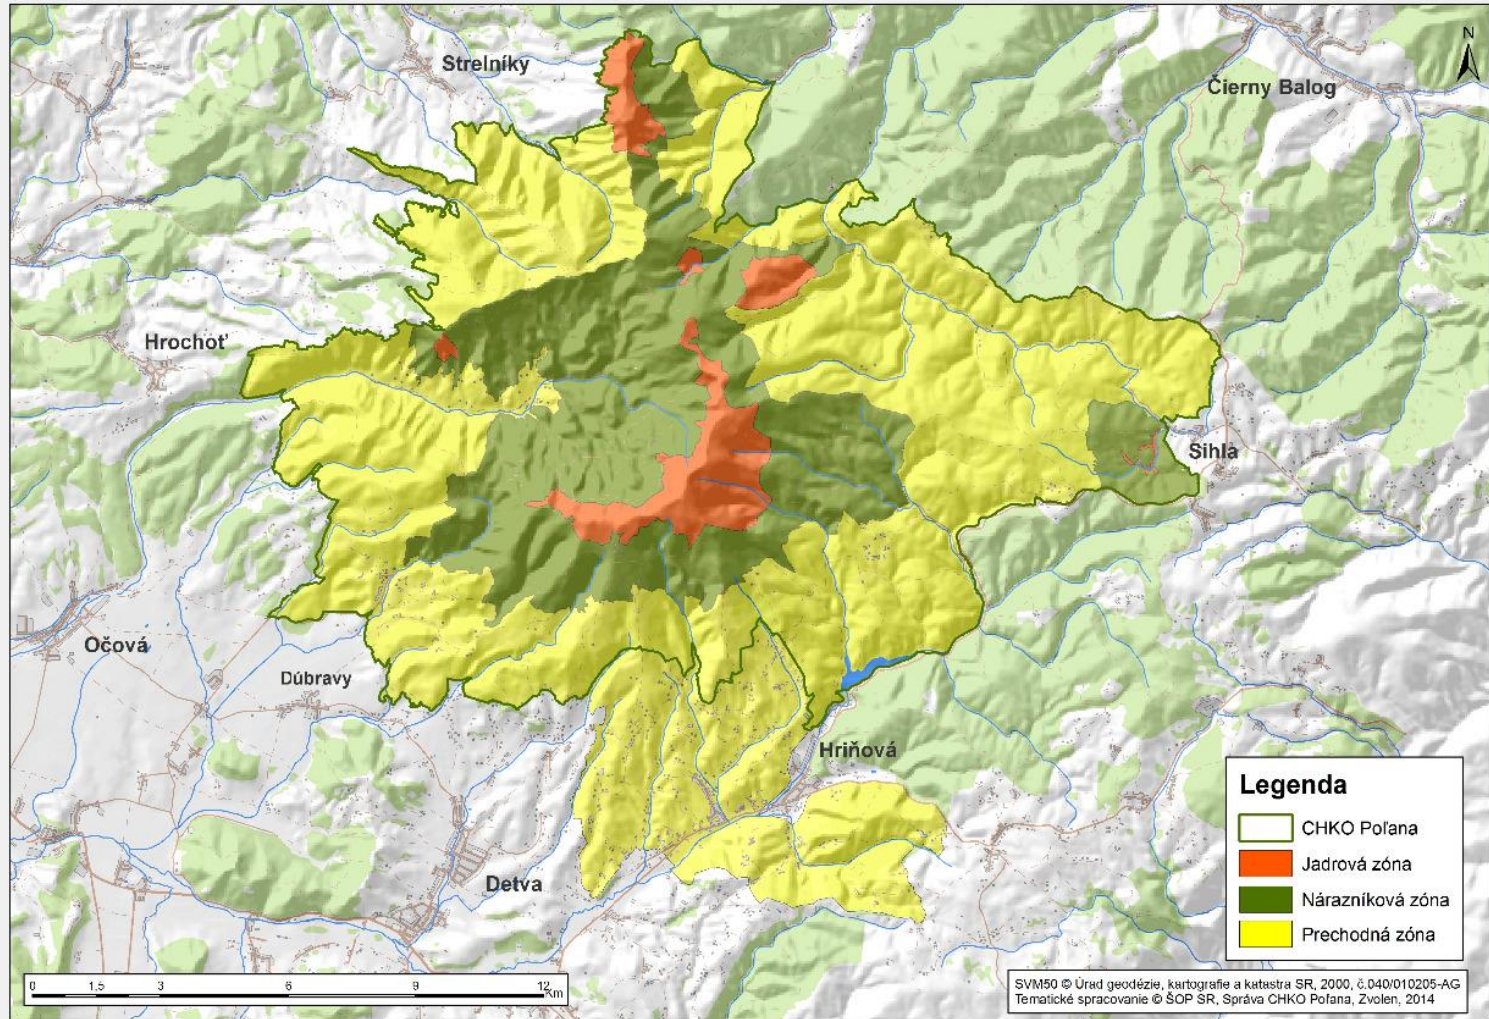 N
Strelníky
Čierny Balog
Hrochoť
Sihla
Očová
Dúbravy
Hriňová
Detva
Legenda
CHKO Poľana
Jadrová zóna
Nárazníková zóna
Prechodná zóna
0 1,5 3 6 9 12 Km
SVM50 © Úrad geodézie, kartografie a katastra SR, 2000, č.040/010205-AG
Tematické spracovanie © ŠOP SR, Správa CHKO Poľana, Zvolen, 2014